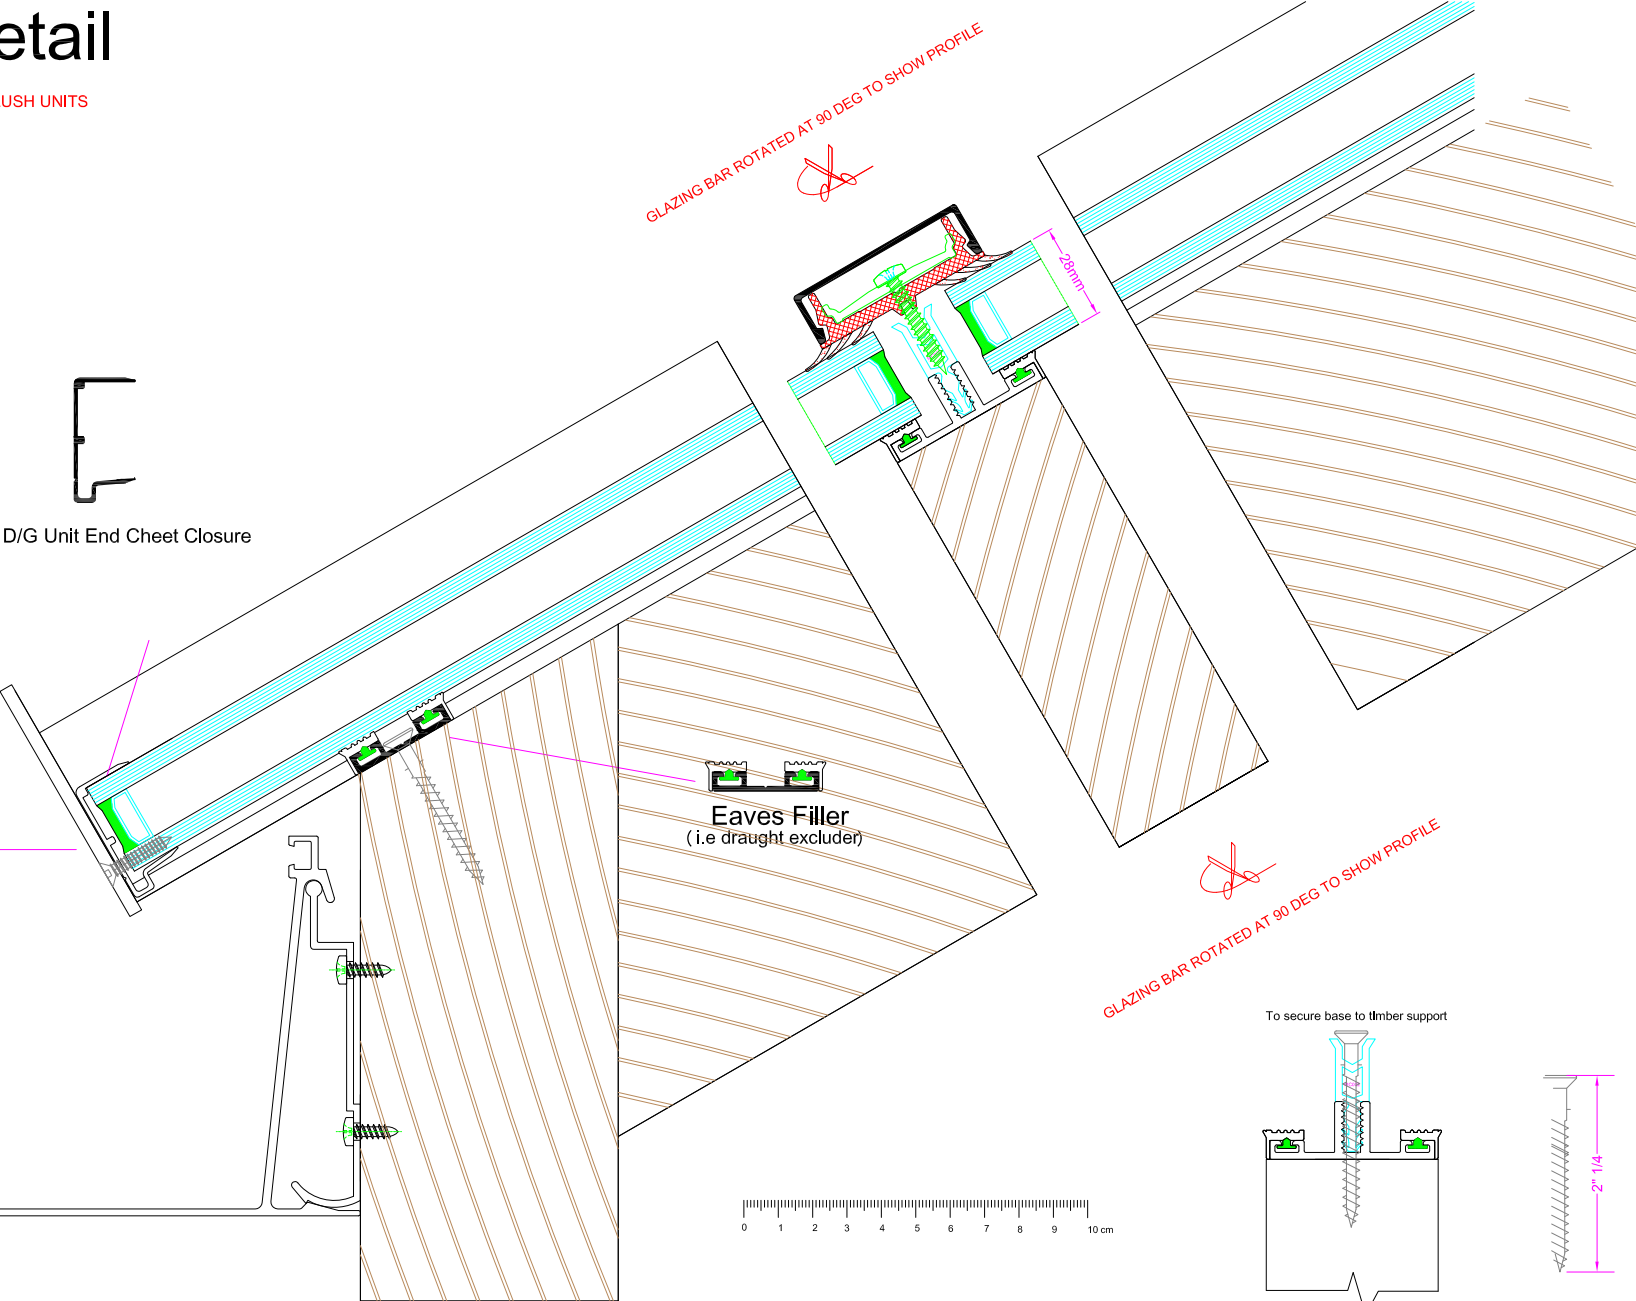 etail
USH UNITS
GLAZING BAR ROTATED AT 90 DEG TO SHOW PROFILE
28mm
D/G Unit End Cheet Closure
Eaves Filler
( i.e draught excluder)
GLAZING BAR ROTATED AT 90 DEG TO SHOW PROFILE
To secure base to timber support
2" 1/4
0 1 2 3 4 5 6 7 8 9 10 cm